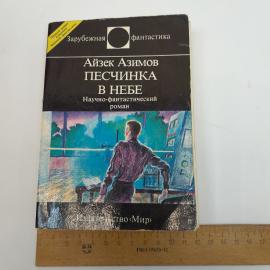 Зарубежная фантастика
Айзек Азимов
ПЕСЧИНКА
В НЕБЕ
Научно-фантастический
роман
Издательство «Мир»